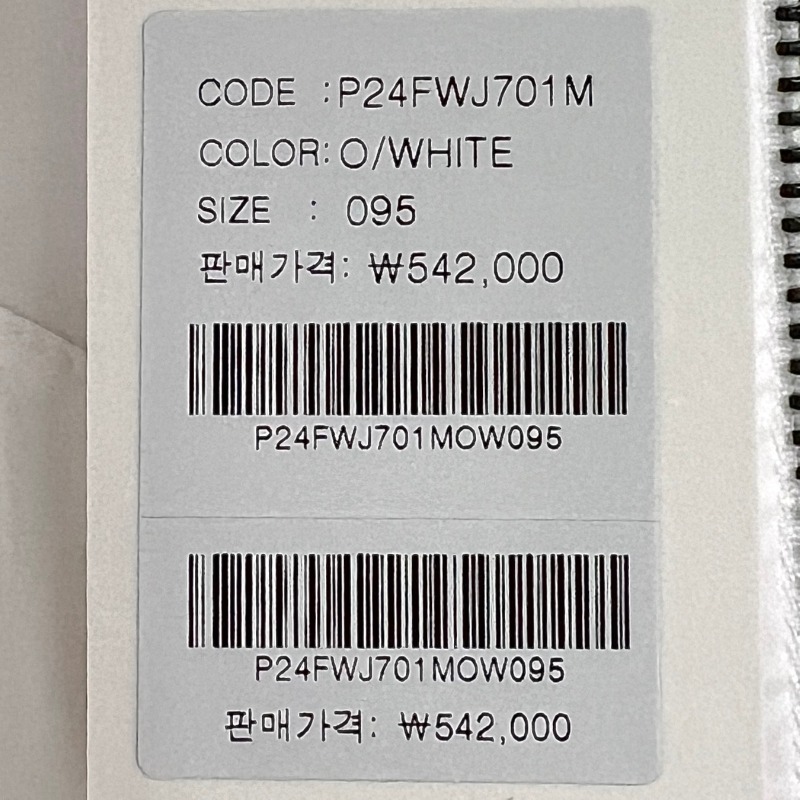 CODE :P24FWJ701M
COLOR: O/WHITE
SIZE : 095
판매가격: ₩542,000
P24FWJ701MOW095
P24FWJ701MOW095
판매가격: ₩542,000